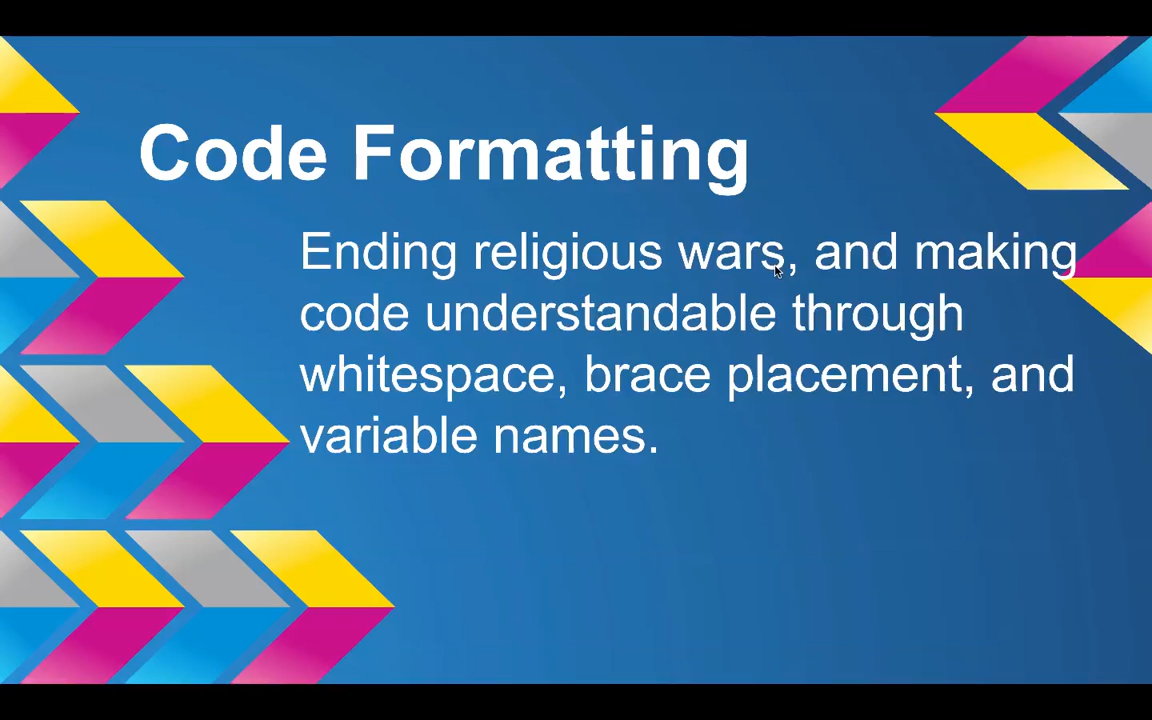 Code Formatting
Ending religious wars, and making
code understandable through
whitespace, brace placement, and
variable names.